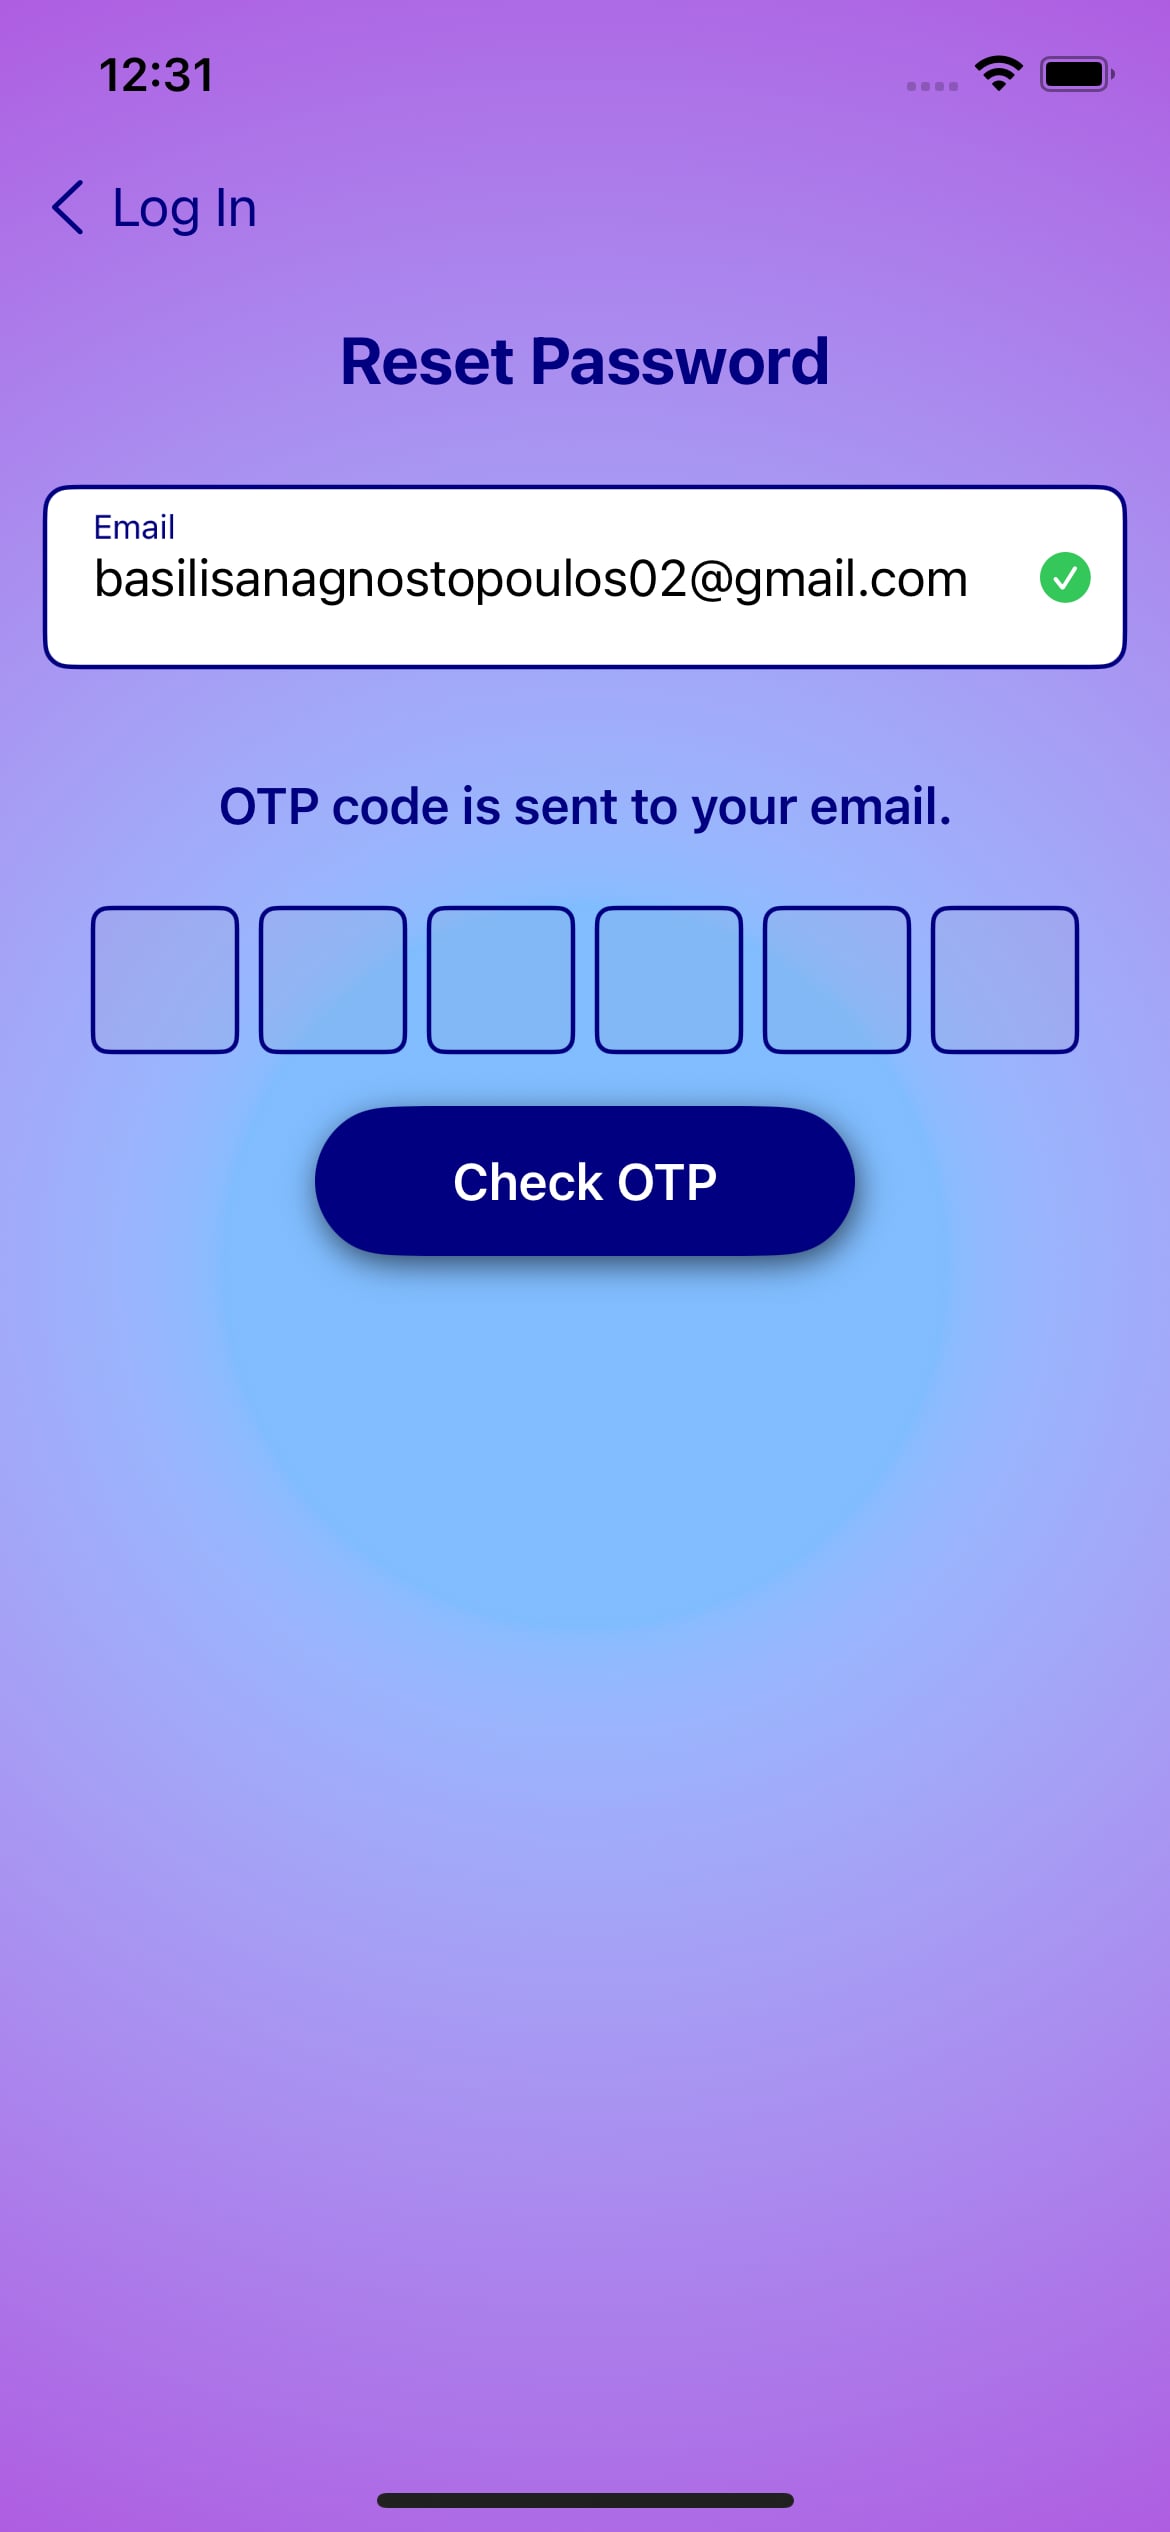 12:31
Log In
Reset Password
Email
basilisanagnostopoulos02@gmail.com
OTP code is sent to your email.
Check OTP